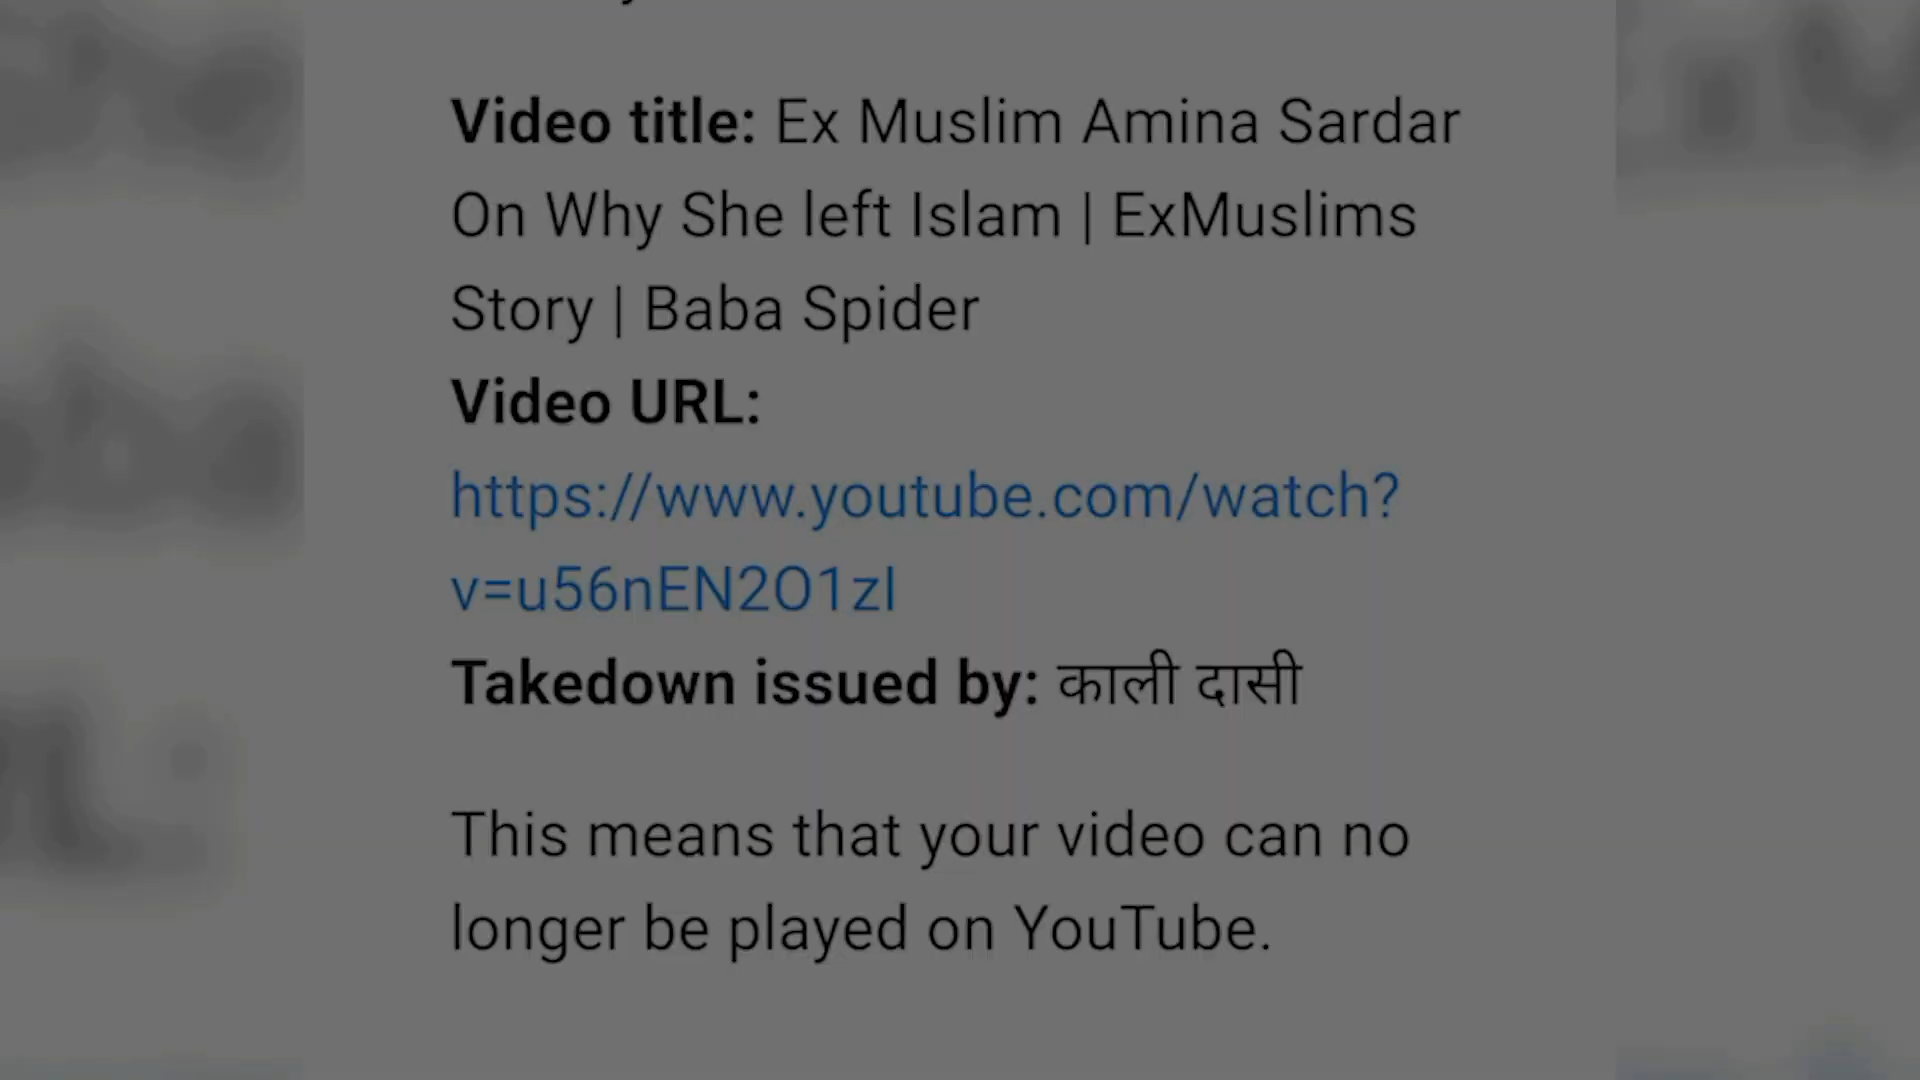 Video title: Ex Muslim Amina Sardar
On Why She left Islam | ExMuslims
Story | Baba Spider
Video URL:
https://www.youtube.com/watch?
v=u56nEN2O1zI
Takedown issued by: काली दासी
This means that your video can no
longer be played on YouTube.